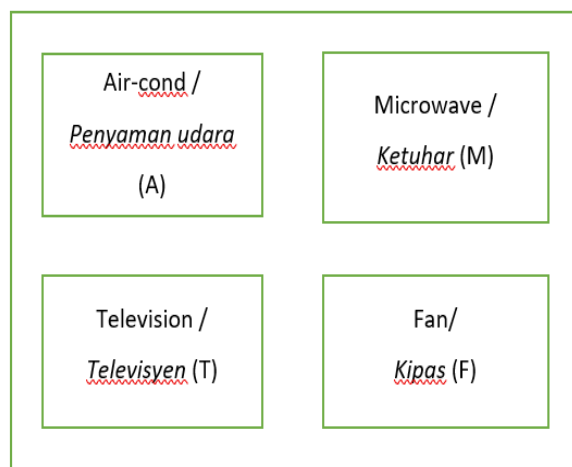 Air-cond /
Penyaman udara
(A)
Microwave /
Ketuhar (M)
Television /
Televisyen (T)
Fan/
Kipas (F)